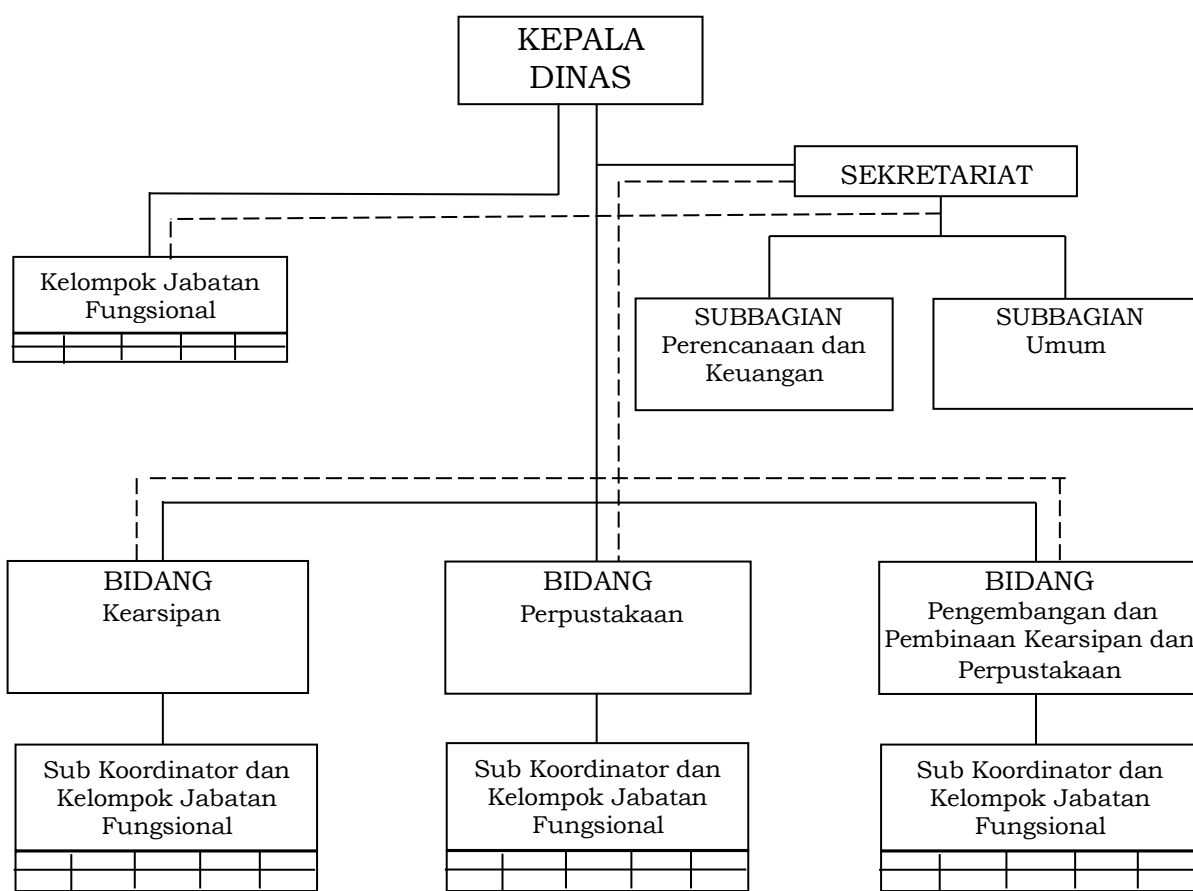 KEPALA
DINAS
SEKRETARIAT
Kelompok Jabatan
Fungsional
SUBBAGIAN
Perencanaan dan
Keuangan
SUBBAGIAN
Umum
BIDANG
Kearsipan
BIDANG
Perpustakaan
BIDANG
Pengembangan dan
Pembinaan Kearsipan dan
Perpustakaan
Sub Koordinator dan
Kelompok Jabatan
Fungsional
Sub Koordinator dan
Kelompok Jabatan
Fungsional
Sub Koordinator dan
Kelompok Jabatan
Fungsional